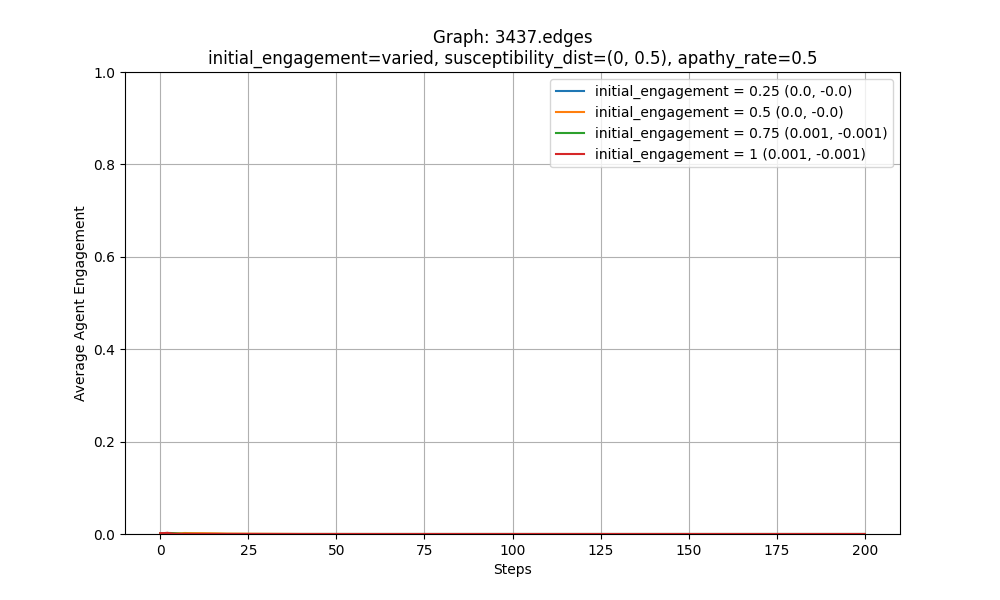 Graph: 3437.edges
initial_engagement=varied, susceptibility_dist=(0, 0.5), apathy_rate=0.5
initial_engagement = 0.25 (0.0, -0.0)
initial_engagement = 0.5 (0.0, -0.0)
initial_engagement = 0.75 (0.001, -0.001)
initial_engagement = 1 (0.001, -0.001)
Average Agent Engagement
1.0
0.8
0.6
0.4
0.2
0.0
0 25 50 75 100 125 150 175 200
Steps